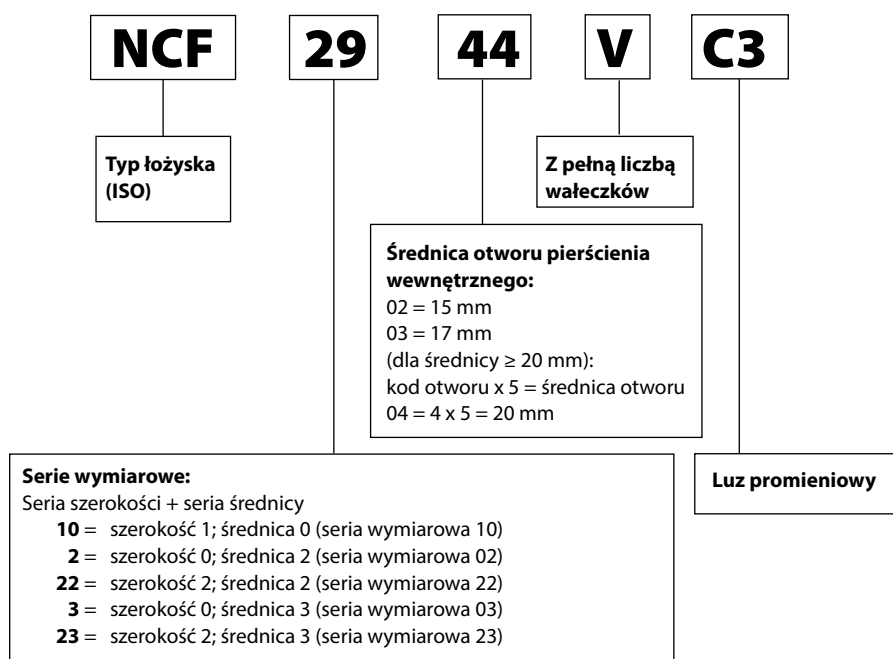 NCF 29 44 V C3
Typ łożyska
(ISO)
Z pełną liczbą
wałeczków
Średnica otworu pierścienia
wewnętrznego:
02 = 15 mm
03 = 17 mm
(dla średnicy ≥ 20 mm):
kod otworu x 5 = średnica otworu
04 = 4 x 5 = 20 mm
Serie wymiarowe:
Seria szerokości + seria średnicy
10 = szerokość 1; średnica 0 (seria wymiarowa 10)
2 = szerokość 0; średnica 2 (seria wymiarowa 02)
22 = szerokość 2; średnica 2 (seria wymiarowa 22)
3 = szerokość 0; średnica 3 (seria wymiarowa 03)
23 = szerokość 2; średnica 3 (seria wymiarowa 23)
Luz promieniowy